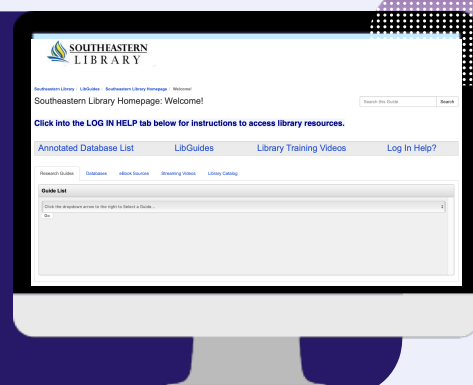 SOUTHEASTERN
LIBRARY
Southeastern Library / LibGuides / Southeastern Library Homepage / Welcome!
Southeastern Library Homepage: Welcome!
Search this Guide Search
Click into the LOG IN HELP tab below for instructions to access library resources.
Annotated Database List LibGuides Library Training Videos Log In Help?
Research Guides Databases eBook Sources Streaming Videos Library Catalog
Guide List
Click the dropdown arrow to the right to Select a Guide...
Go